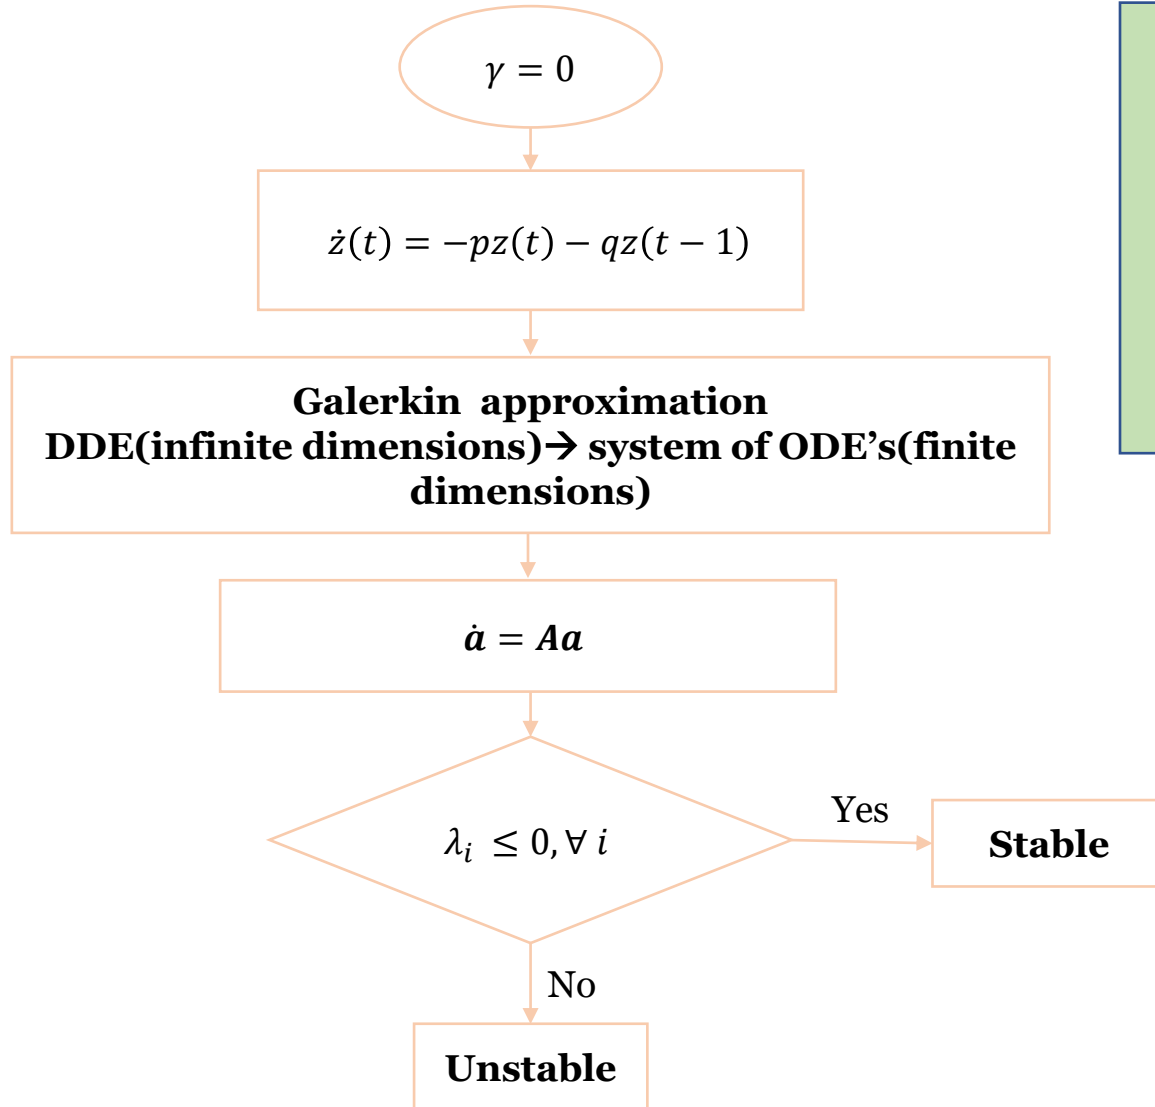 γ = 0
ż(t) = −pz(t) − qz(t − 1)
Galerkin approximation
DDE(infinite dimensions)→ system of ODE’s(finite
dimensions)
ȧ = Aa
λᵢ ≤ 0, ∀ i
Yes
Stable
No
Unstable